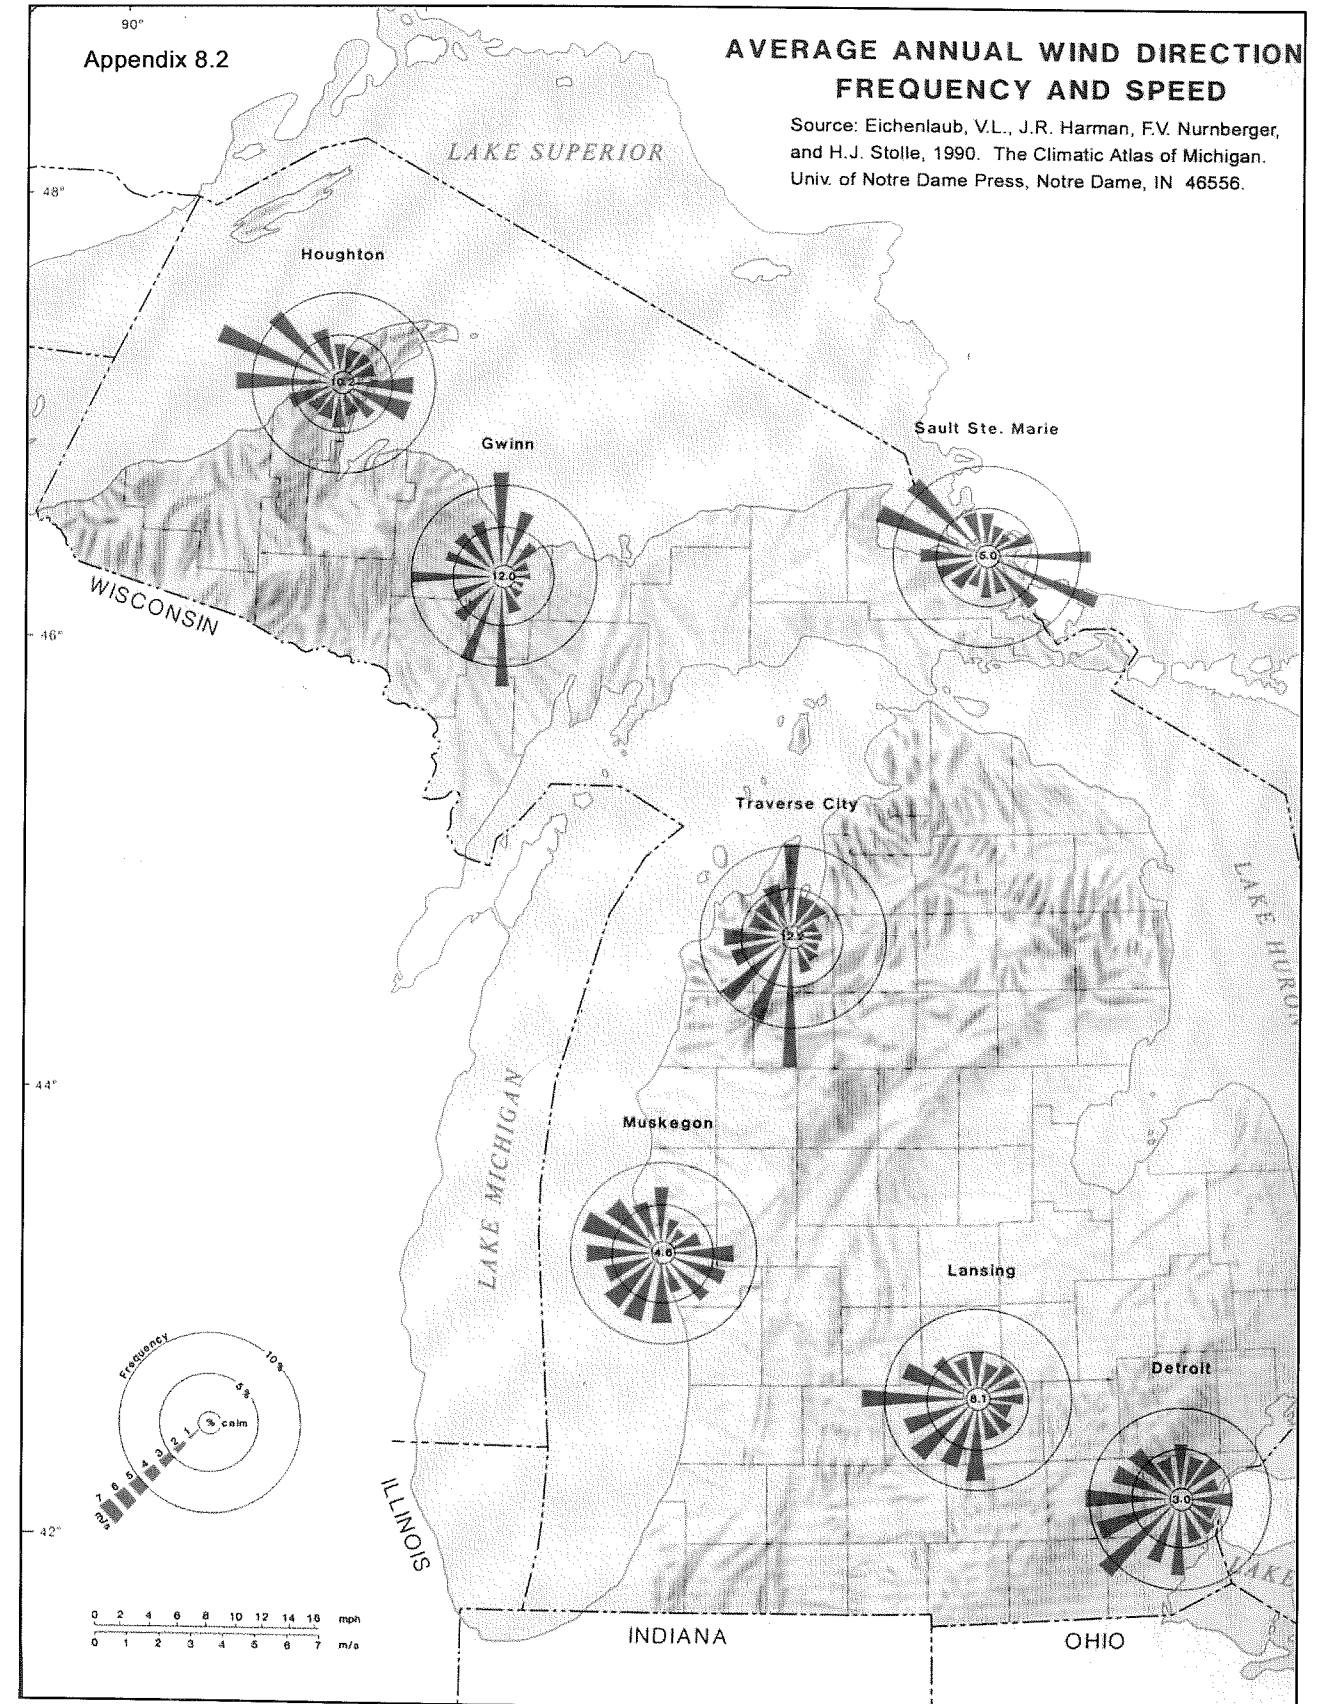 90°
Appendix 8.2
AVERAGE ANNUAL WIND DIRECTION
FREQUENCY AND SPEED
Source: Eichenlaub, V.L., J.R. Harman, F.V. Nurnberger,
and H.J. Stolle, 1990. The Climatic Atlas of Michigan.
Univ. of Notre Dame Press, Notre Dame, IN 46556.
LAKE SUPERIOR
48°
Houghton
10.2
Gwinn
12.0
Sault Ste. Marie
5.0
WISCONSIN
46°
Traverse City
LAKE HURON
44°
LAKE MICHIGAN
Muskegon
4.6
Lansing
Detroit
3.0
Frequency
10%
5%
% calm
1
2
3
4
5
6
7
m/s
ILLINOIS
42°
LAKE
0 2 4 6 8 10 12 14 16 mph
0 1 2 3 4 5 6 7 m/s
INDIANA
OHIO